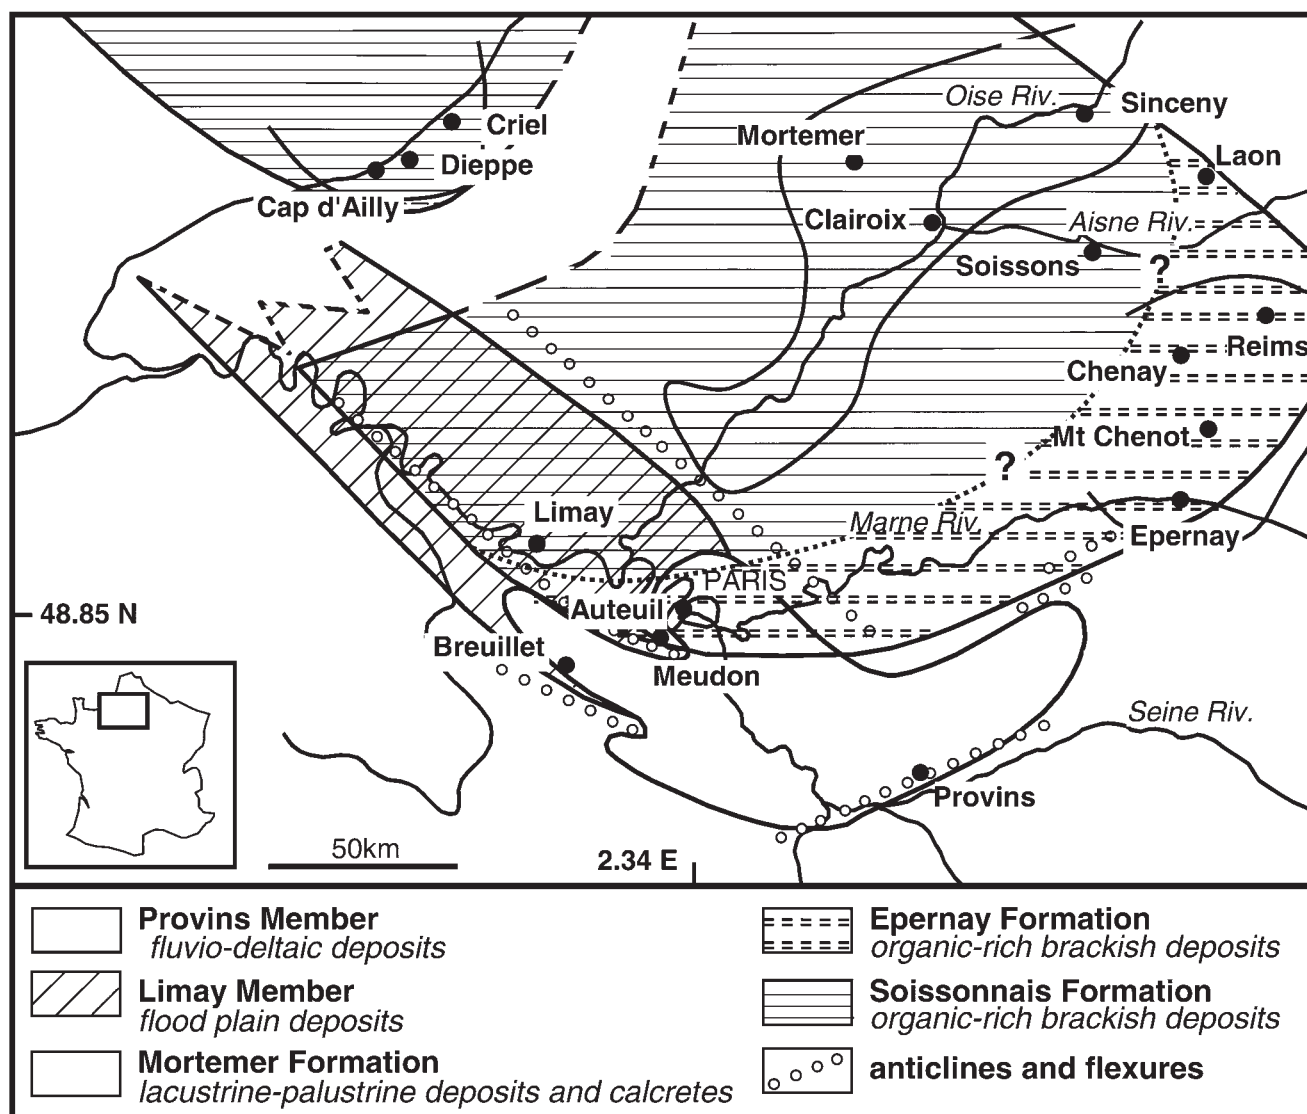 Oise Riv.
Sinceny
Criel
Mortemer
Laon
Dieppe
Cap d'Ailly
Clairoix
Aisne Riv.
Soissons
?
Reims
Chenay
Mt Chenot
?
Limay
Marne Riv.
Epernay
PARIS
48.85 N
Auteuil
Breuillet
Meudon
Seine Riv.
Provins
50km
2.34 E
Provins Member
fluvio-deltaic deposits
Limay Member
flood plain deposits
Mortemer Formation
lacustrine-palustrine deposits and calcretes
Epernay Formation
organic-rich brackish deposits
Soissonnais Formation
organic-rich brackish deposits
anticlines and flexures